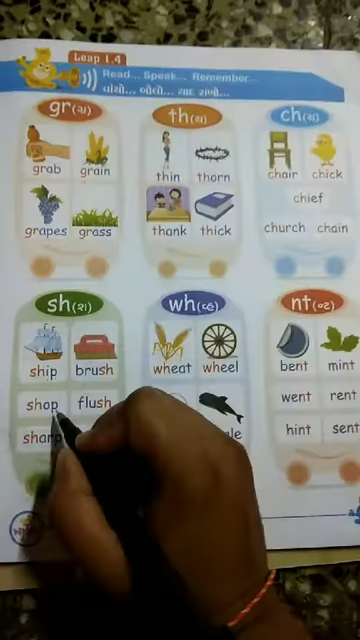 Leap 1.4
Read... Speak... Remember...
વાંચો... બોલો... યાદ રાખો...
gr(ગ્ર)
th(થ)
ch(ચ)
grab grain
thin thorn
chair chick
chief
grapes grass
thank thick
church chain
sh(શ)
wh(વ્હ)
nt(ન્ટ)
ship brush
wheat wheel
bent mint
shop flush
went rent
sharp
hint sent